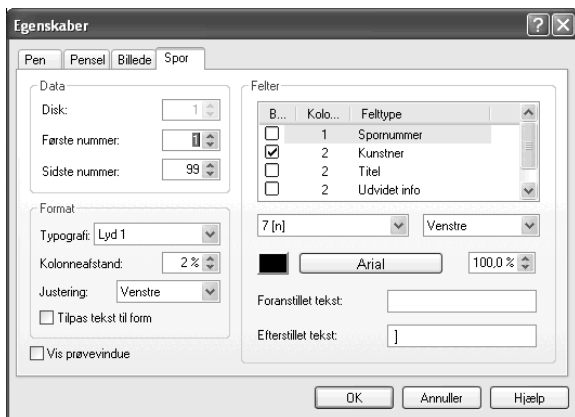 Egenskaber
Pen Pensel Billede Spor
Data
Disk: 1
Første nummer: 1
Sidste nummer: 99
Format
Typografi: Lyd 1
Kolonneafstand: 2 %
Justering: Venstre
Tilpas tekst til form
Vis prøvevindue
Felter
B... Kolo... Felttype
1 Spornummer
2 Kunstner
2 Titel
2 Udvidet info
7 [n] Venstre
Arial 100,0 %
Foranstillet tekst:
Efterstillet tekst: ]
OK Annuller Hjælp